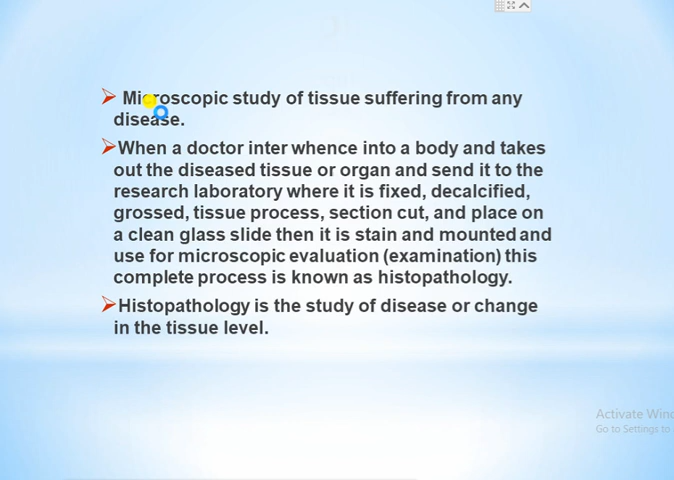 Microscopic study of tissue suffering from any
disease.
When a doctor inter whence into a body and takes
out the diseased tissue or organ and send it to the
research laboratory where it is fixed, decalcified,
grossed, tissue process, section cut, and place on
a clean glass slide then it is stain and mounted and
use for microscopic evaluation (examination) this
complete process is known as histopathology.
Histopathology is the study of disease or change
in the tissue level.
Activate Wind
Go to Settings to